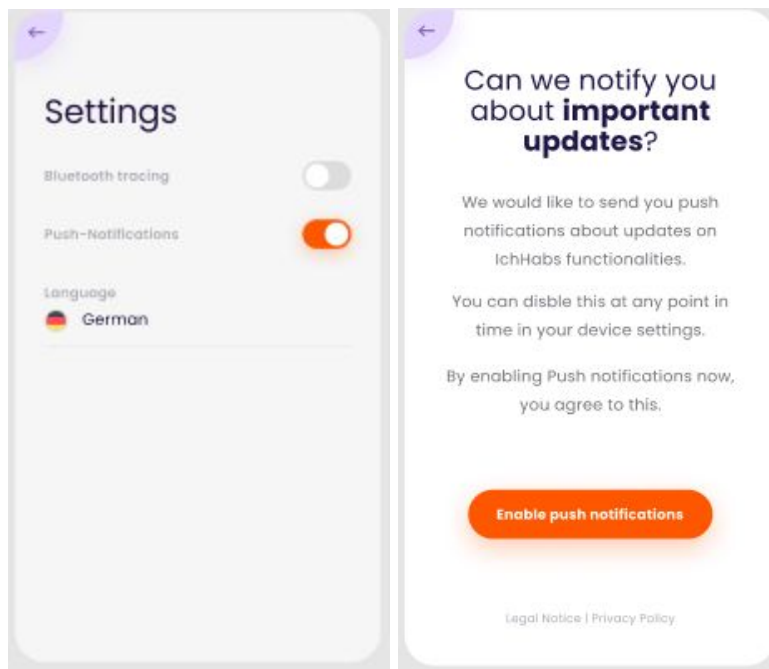 Settings
Bluetooth tracing
Push-Notifications
Language
German
Can we notify you
about important
updates?
We would like to send you push
notifications about updates on
IchHabs functionalities.
You can disble this at any point in
time in your device settings.
By enabling Push notifications now,
you agree to this.
Enable push notifications
Legal Notice | Privacy Policy